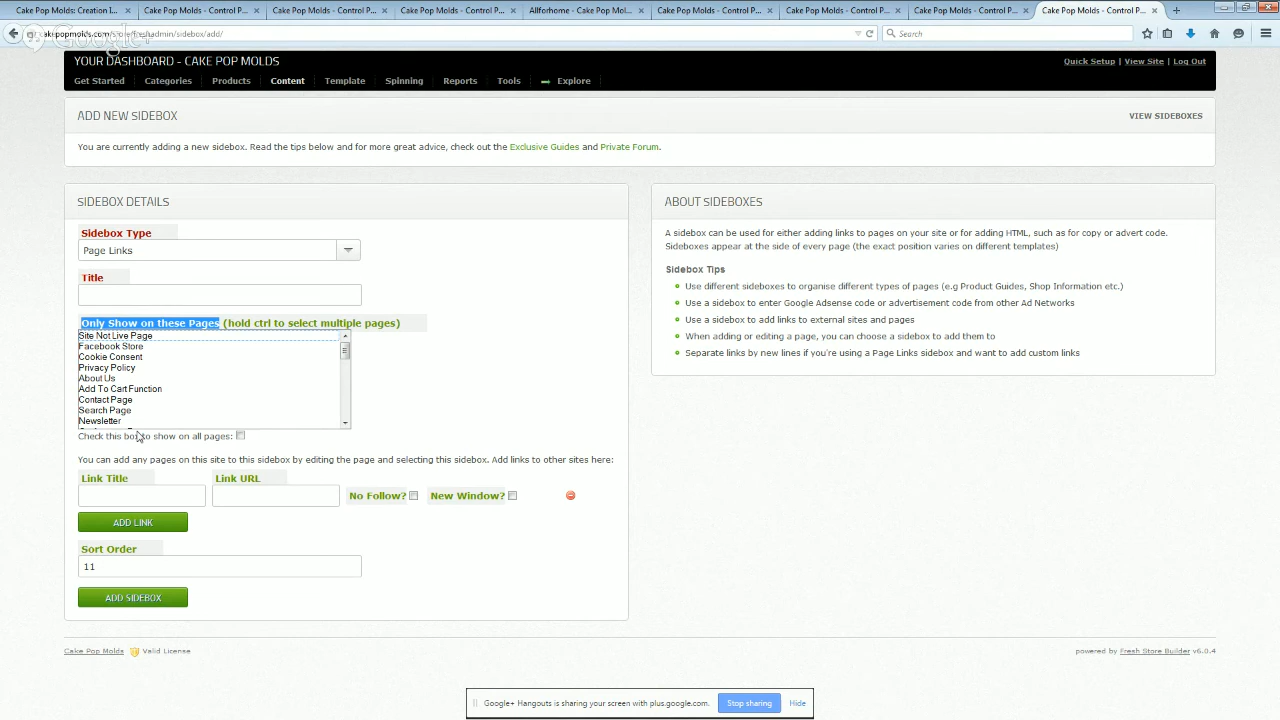 Cake Pop Molds: Creation I...
Cake Pop Molds - Control P...
Cake Pop Molds - Control P...
Cake Pop Molds - Control P...
Allforhome - Cake Pop Mol...
Cake Pop Molds - Control P...
Cake Pop Molds - Control P...
Cake Pop Molds - Control P...
Cake Pop Molds - Control P...
Google+
Search
YOUR DASHBOARD - CAKE POP MOLDS
Quick Setup | View Site | Log Out
Get Started
Categories
Products
Content
Template
Spinning
Reports
Tools
Explore
ADD NEW SIDEBOX
VIEW SIDEBOXES
You are currently adding a new sidebox. Read the tips below and for more great advice, check out the Exclusive Guides and Private Forum.
SIDEBOX DETAILS
Sidebox Type
Page Links
Title
Only Show on these Pages (hold ctrl to select multiple pages)
Site Not Live Page
Facebook Store
Cookie Consent
Privacy Policy
About Us
Add To Cart Function
Contact Page
Search Page
Newsletter
Check this box to show on all pages:
You can add any pages on this site to this sidebox by editing the page and selecting this sidebox. Add links to other sites here:
Link Title
Link URL
No Follow?
New Window?
ADD LINK
Sort Order
11
ADD SIDEBOX
ABOUT SIDEBOXES
A sidebox can be used for either adding links to pages on your site or for adding HTML, such as for copy or advert code.
Sideboxes appear at the side of every page (the exact position varies on different templates)
Sidebox Tips
Use different sideboxes to organise different types of pages (e.g Product Guides, Shop Information etc.)
Use a sidebox to enter Google Adsense code or advertisement code from other Ad Networks
Use a sidebox to add links to external sites and pages
When adding or editing a page, you can choose a sidebox to add them to
Separate links by new lines if you're using a Page Links sidebox and want to add custom links
Cake Pop Molds
Valid License
powered by Fresh Store Builder v6.0.4
Google+ Hangouts is sharing your screen with plus.google.com.
Stop sharing
Hide